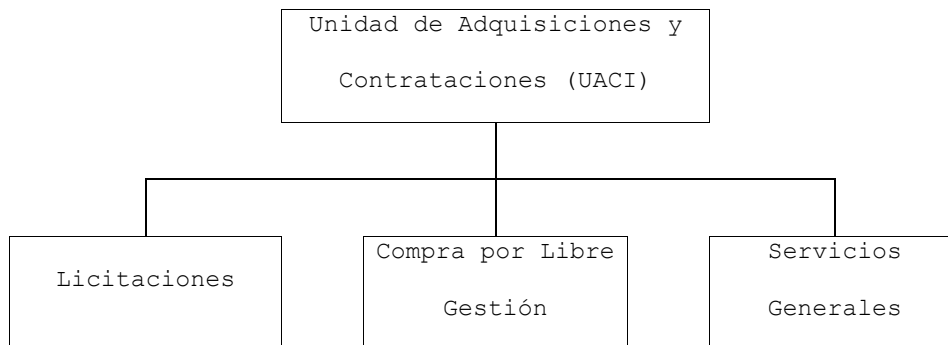 Unidad de Adquisiciones y
Contrataciones (UACI)
Licitaciones
Compra por Libre
Gestión
Servicios
Generales